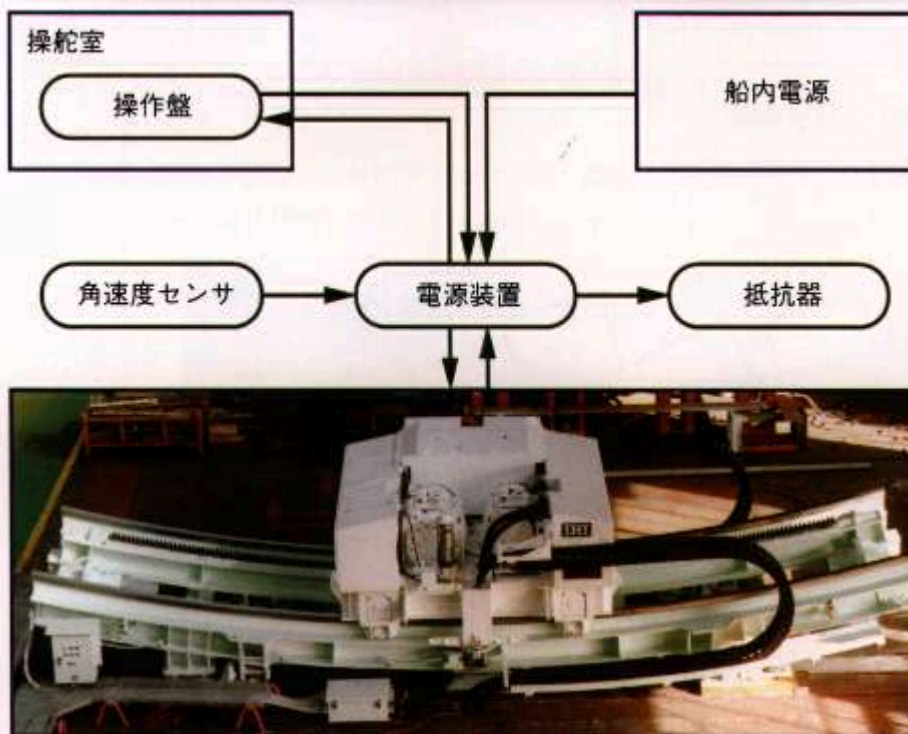 操舵室
操作盤
船内電源
角速度センサ
電源装置
抵抗器